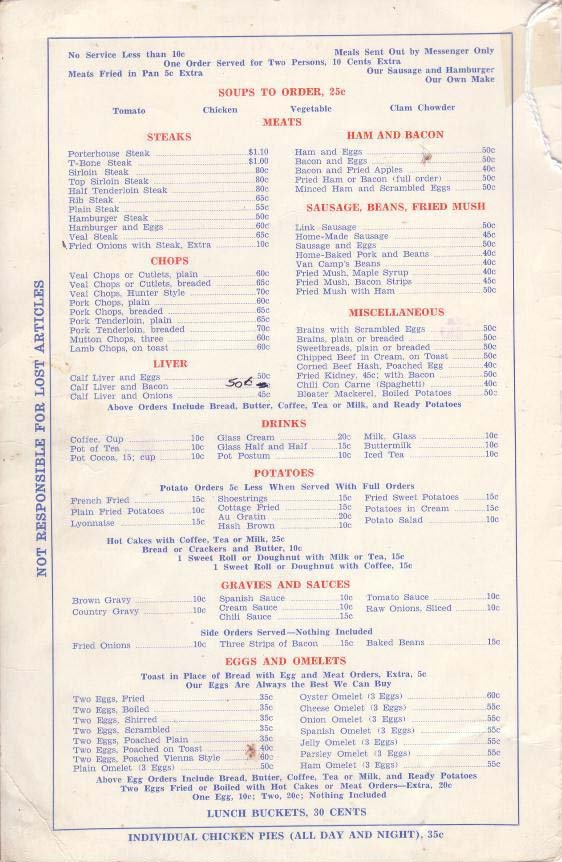 No Service Less than 10c
Meals Sent Out by Messenger Only
One Order Served for Two Persons, 10 Cents Extra
Meats Fried in Pan 5c Extra
Our Sausage and Hamburger
Our Own Make
SOUPS TO ORDER, 25c
Tomato Chicken Vegetable Clam Chowder
MEATS
STEAKS
Porterhouse Steak $1.10
T-Bone Steak $1.00
Sirloin Steak 80c
Top Sirloin Steak 80c
Half Tenderloin Steak 80c
Rib Steak 65c
Plain Steak 55c
Hamburger Steak 50c
Hamburger and Eggs 60c
Veal Steak 65c
Fried Onions with Steak, Extra 10c
CHOPS
Veal Chops or Cutlets, plain 60c
Veal Chops or Cutlets, breaded 65c
Veal Chops, Hunter Style 70c
Pork Chops, plain 60c
Pork Chops, breaded 65c
Pork Tenderloin, plain 65c
Pork Tenderloin, breaded 70c
Mutton Chops, three 60c
Lamb Chops, on toast 60c
LIVER
Calf Liver and Eggs 50c
Calf Liver and Bacon 50¢
Calf Liver and Onions 45c
HAM AND BACON
Ham and Eggs 50c
Bacon and Eggs 50c
Bacon and Fried Apples 40c
Fried Ham or Bacon (full order) 50c
Minced Ham and Scrambled Eggs 50c
SAUSAGE, BEANS, FRIED MUSH
Link Sausage 50c
Home-Made Sausage 45c
Sausage and Eggs 50c
Home-Baked Pork and Beans 40c
Van Camp's Beans 40c
Fried Mush, Maple Syrup 40c
Fried Mush, Bacon Strips 45c
Fried Mush with Ham 50c
MISCELLANEOUS
Brains with Scrambled Eggs 50c
Brains, plain or breaded 50c
Sweetbreads, plain or breaded 50c
Chipped Beef in Cream, on Toast 50c
Corned Beef Hash, Poached Egg 40c
Fried Kidney, 45c; with Bacon 50c
Chili Con Carne (Spaghetti) 40c
Bloater Mackerel, Boiled Potatoes 50c
Above Orders Include Bread, Butter, Coffee, Tea or Milk, and Ready Potatoes
DRINKS
Coffee, Cup 10c Glass Cream 20c Milk, Glass 10c
Pot of Tea 10c Glass Half and Half 15c Buttermilk 10c
Pot Cocoa, 15; cup 10c Pot Postum 10c Iced Tea 10c
POTATOES
Potato Orders 5c Less When Served With Full Orders
French Fried 15c
Plain Fried Potatoes 10c
Lyonnaise 15c
Shoestrings 15c
Cottage Fried 15c
Au Gratin 20c
Hash Brown 10c
Fried Sweet Potatoes 15c
Potatoes in Cream 15c
Potato Salad 10c
Hot Cakes with Coffee, Tea or Milk, 25c
Bread or Crackers and Butter, 10c
1 Sweet Roll or Doughnut with Milk or Tea, 15c
1 Sweet Roll or Doughnut with Coffee, 15c
GRAVIES AND SAUCES
Brown Gravy 10c
Country Gravy 10c
Spanish Sauce 10c
Cream Sauce 10c
Chili Sauce 15c
Tomato Sauce 10c
Raw Onions, Sliced 10c
Side Orders Served—Nothing Included
Fried Onions 10c Three Strips of Bacon 15c Baked Beans 15c
EGGS AND OMELETS
Toast in Place of Bread with Egg and Meat Orders, Extra, 5c
Our Eggs Are Always the Best We Can Buy
Two Eggs, Fried 35c
Two Eggs, Boiled 35c
Two Eggs, Shirred 35c
Two Eggs, Scrambled 35c
Two Eggs, Poached Plain 35c
Two Eggs, Poached on Toast 40c
Two Eggs, Poached Vienna Style 60c
Plain Omelet (3 Eggs) 50c
Oyster Omelet (3 Eggs) 60c
Cheese Omelet (3 Eggs) 55c
Onion Omelet (3 Eggs) 55c
Spanish Omelet (3 Eggs) 55c
Jelly Omelet (3 Eggs) 55c
Parsley Omelet (3 Eggs) 55c
Ham Omelet (3 Eggs) 55c
Above Egg Orders Include Bread, Butter, Coffee, Tea or Milk, and Ready Potatoes
Two Eggs Fried or Boiled with Hot Cakes or Meat Orders—Extra, 20c
One Egg, 10c; Two, 20c; Nothing Included
LUNCH BUCKETS, 30 CENTS
INDIVIDUAL CHICKEN PIES (ALL DAY AND NIGHT), 35c
NOT RESPONSIBLE FOR LOST ARTICLES